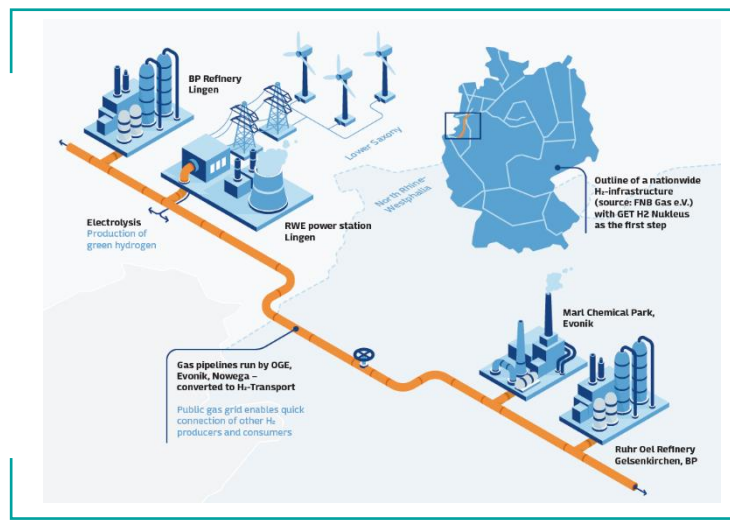 BP Refinery
Lingen
Lower Saxony
North Rhine-
Westphalia
Electrolysis
Production of
green hydrogen
RWE power station
Lingen
Outline of a nationwide
H₂-infrastructure
(source: FNB Gas e.V.)
with GET H2 Nukleus
as the first step
Marl Chemical Park,
Evonik
Gas pipelines run by OGE,
Evonik, Nowega –
converted to H₂-Transport
Public gas grid enables quick
connection of other H₂
producers and consumers
Ruhr Oel Refinery
Gelsenkirchen, BP